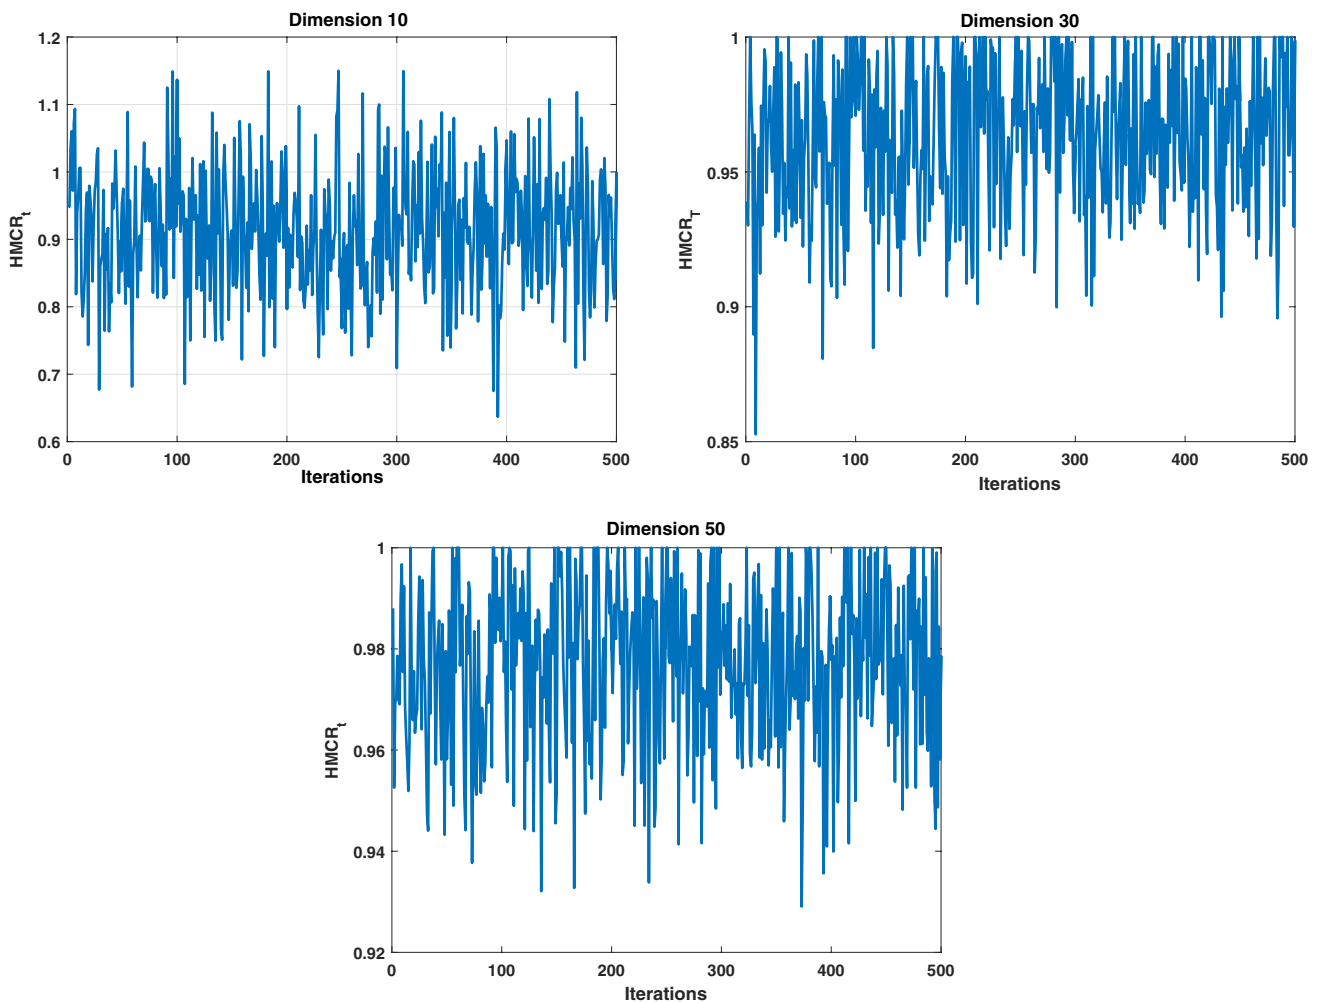 Dimension 10
1.2
1.1
1
0.9
0.8
0.7
0.6
HMCRt
0 100 200 300 400 500
Iterations
Dimension 30
1
0.95
0.9
0.85
HMCRT
0 100 200 300 400 500
Iterations
Dimension 50
1
0.98
0.96
0.94
0.92
HMCRt
0 100 200 300 400 500
Iterations